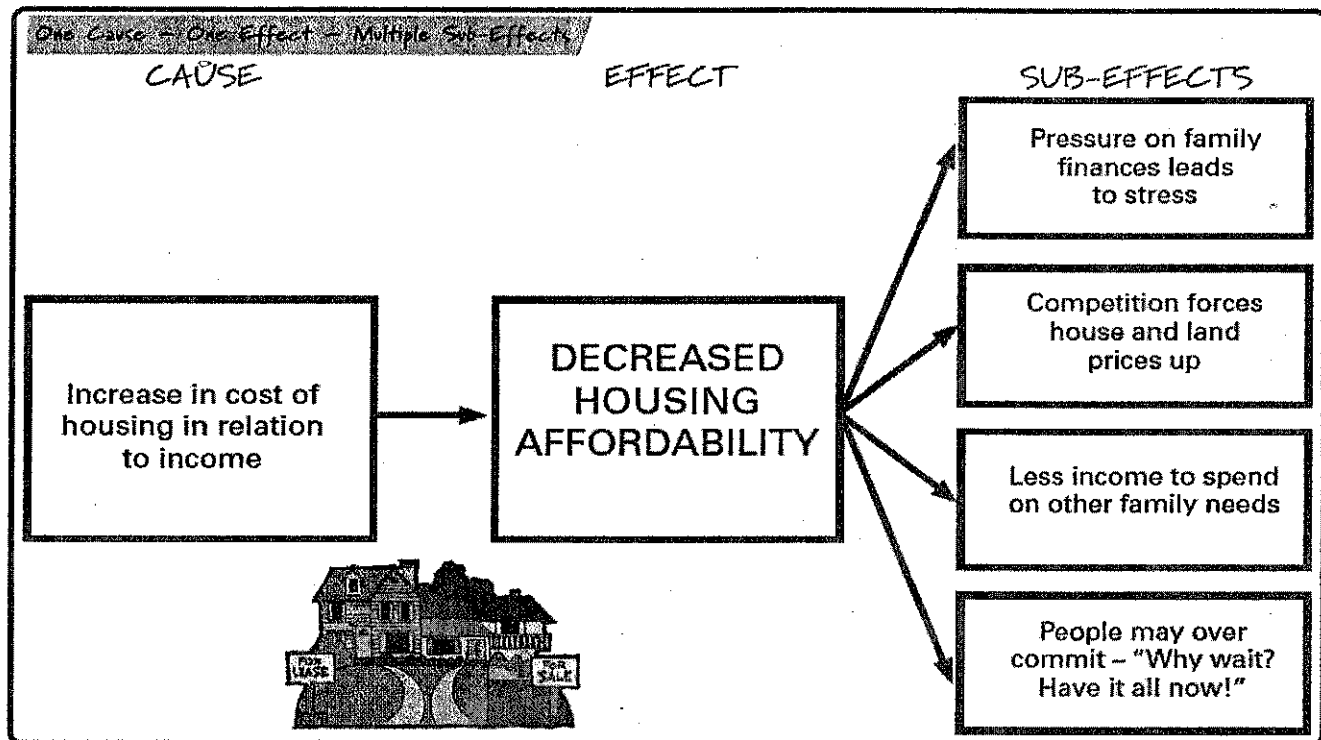 One Cause – One Effect – Multiple Sub-Effects
CAUSE
EFFECT
SUB-EFFECTS
Increase in cost of
housing in relation
to income
DECREASED
HOUSING
AFFORDABILITY
Pressure on family
finances leads
to stress
Competition forces
house and land
prices up
Less income to spend
on other family needs
People may over
commit – "Why wait?
Have it all now!"
FOR
LEASE
FOR
SALE